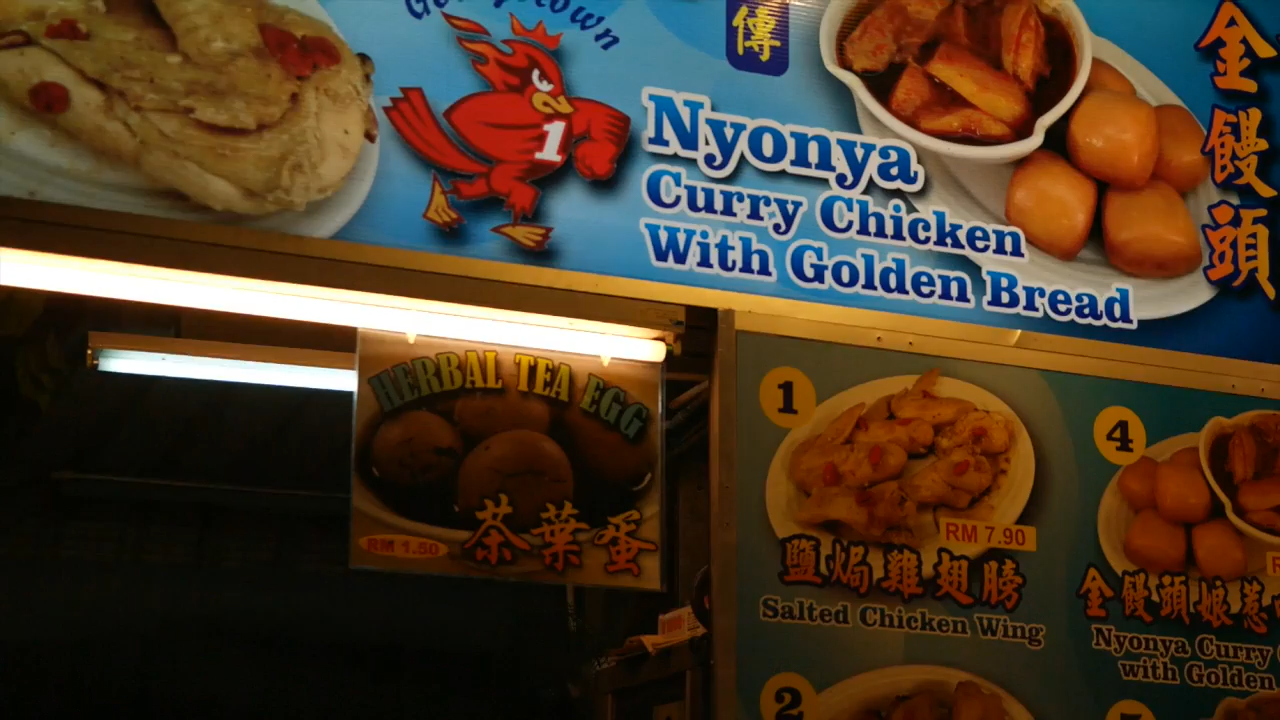 Georgetown
1
傳
Nyonya
Curry Chicken
With Golden Bread
金饅頭
HERBAL TEA EGG
茶葉蛋
RM 1.50
1
RM 7.90
鹽焗雞翅膀
Salted Chicken Wing
4
金饅頭娘惹
Nyonya Curry
with Golden
2